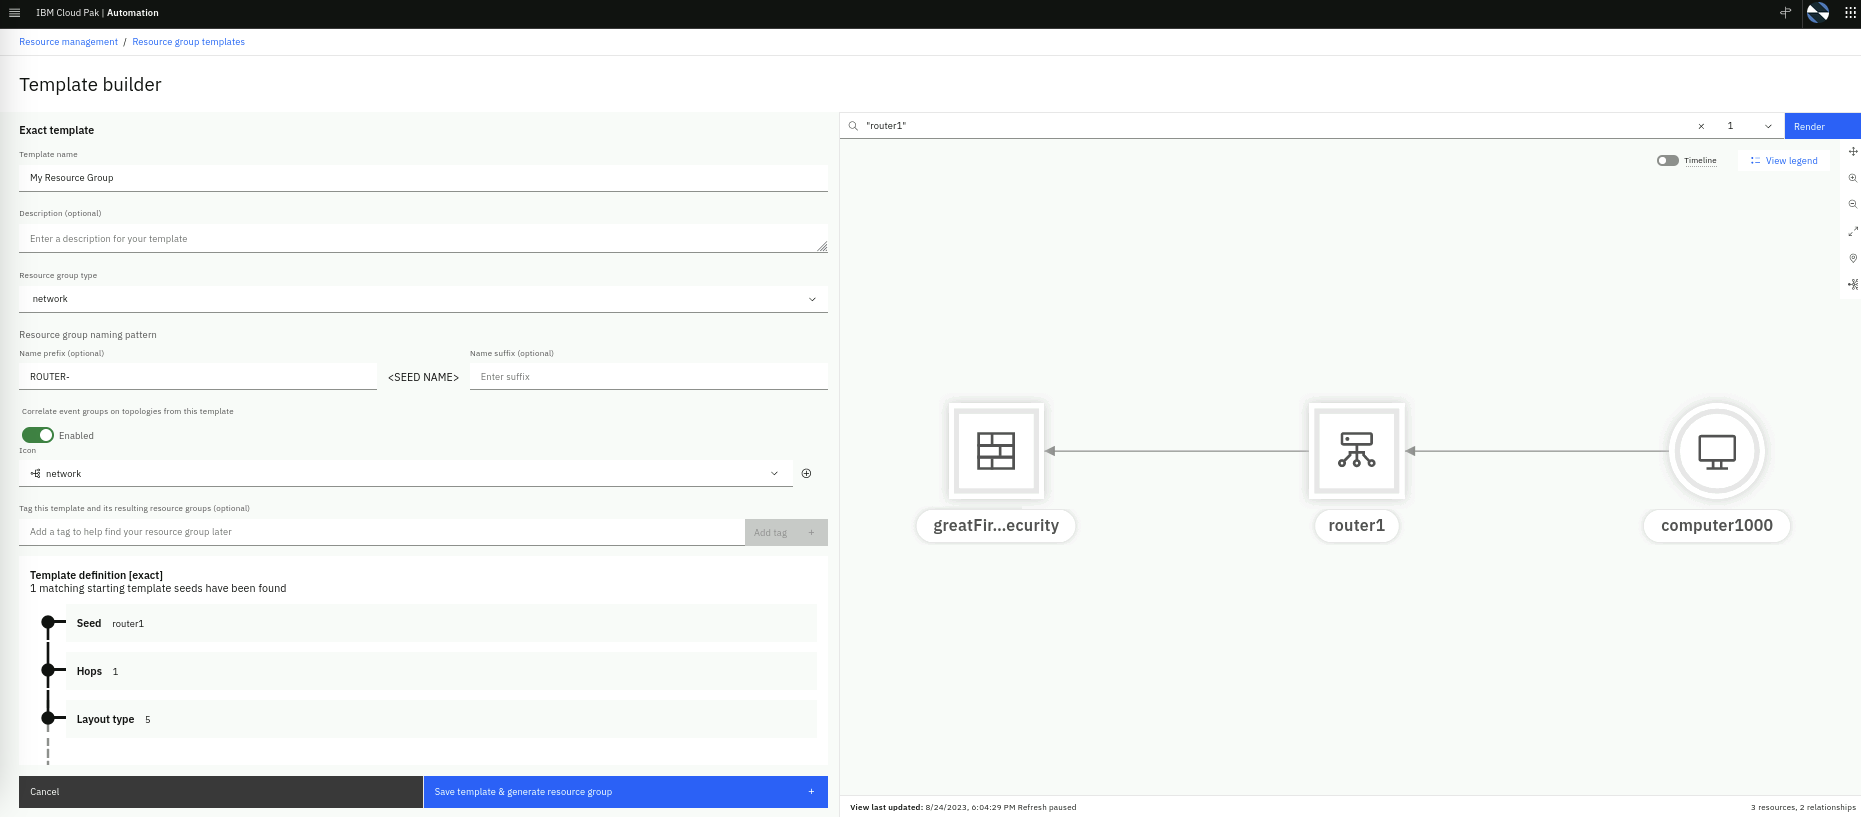 IBM Cloud Pak | Automation
Resource management / Resource group templates
Template builder
Exact template
Template name
My Resource Group
Description (optional)
Enter a description for your template
Resource group type
network
Resource group naming pattern
Name prefix (optional)
Name suffix (optional)
ROUTER-
<SEED NAME>
Enter suffix
Correlate event groups on topologies from this template
Enabled
Icon
network
Tag this template and its resulting resource groups (optional)
Add a tag to help find your resource group later
Add tag +
Template definition [exact]
1 matching starting template seeds have been found
Seed router1
Hops 1
Layout type 5
Cancel
Save template & generate resource group +
"router1"
1
Render
Timeline
View legend
greatFir...ecurity
router1
computer1000
View last updated: 8/24/2023, 6:04:29 PM Refresh paused
3 resources, 2 relationships